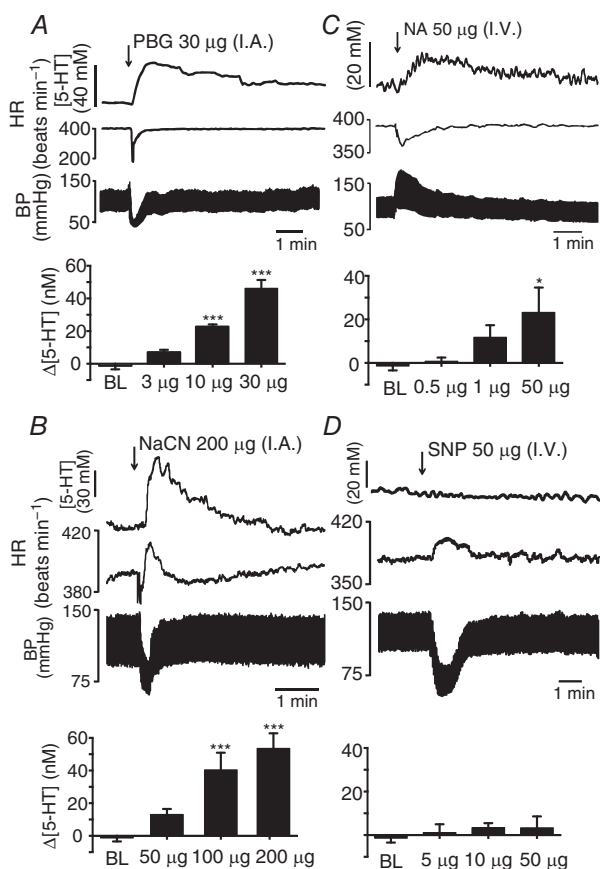 A
PBG 30 µg (I.A.)
[5-HT]
(40 mM)
HR
(beats min⁻¹)
400
200
BP
(mmHg)
150
50
1 min
Δ[5-HT] (nM)
60
40
20
0
***
***
BL 3 µg 10 µg 30 µg
C
NA 50 µg (I.V.)
(20 mM)
400
350
150
50
1 min
40
20
0
*
BL 0.5 µg 1 µg 50 µg
B
NaCN 200 µg (I.A.)
[5-HT]
(30 mM)
HR
(beats min⁻¹)
420
380
BP
(mmHg)
150
75
1 min
Δ[5-HT] (nM)
60
40
20
0
***
***
BL 50 µg 100 µg 200 µg
D
SNP 50 µg (I.V.)
(20 mM)
420
350
150
75
1 min
40
20
0
BL 5 µg 10 µg 50 µg